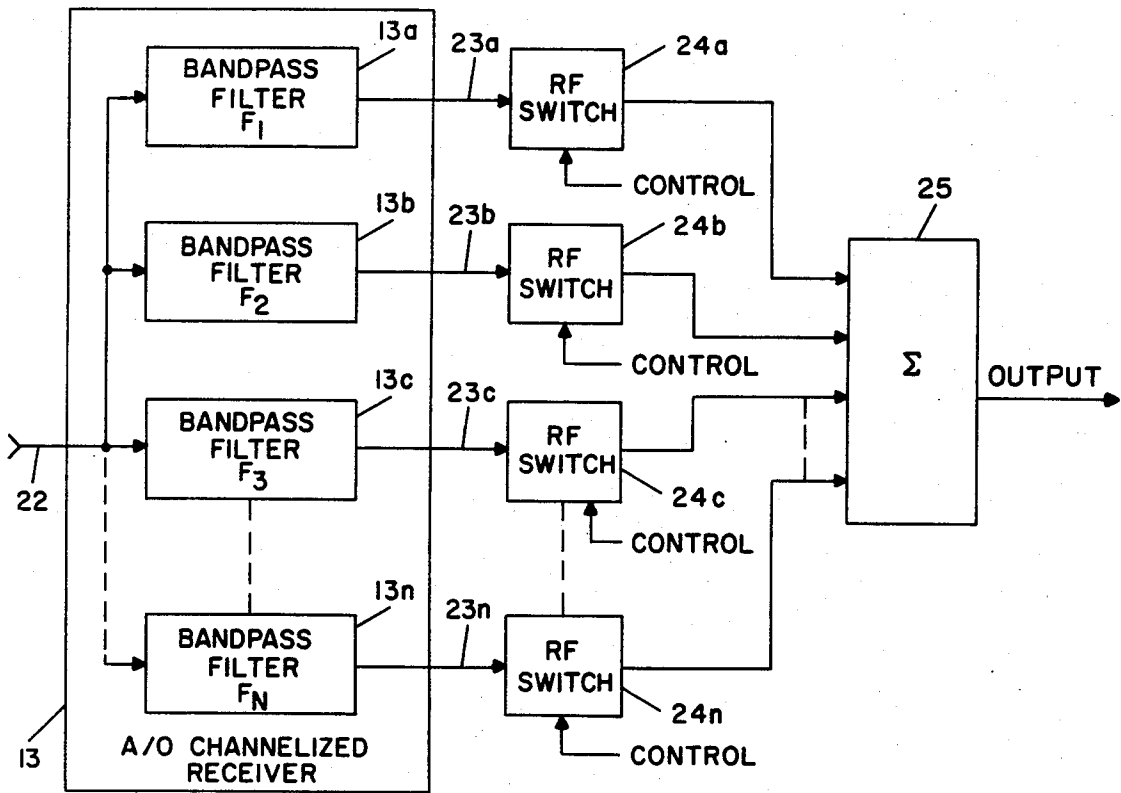 13a
23a
24a
BANDPASS
FILTER
F1
RF
SWITCH
CONTROL
13b
23b
24b
25
BANDPASS
FILTER
F2
RF
SWITCH
CONTROL
Σ
OUTPUT
13c
23c
BANDPASS
FILTER
F3
RF
SWITCH
24c
CONTROL
22
13n
23n
BANDPASS
FILTER
FN
RF
SWITCH
24n
CONTROL
13
A/O CHANNELIZED
RECEIVER